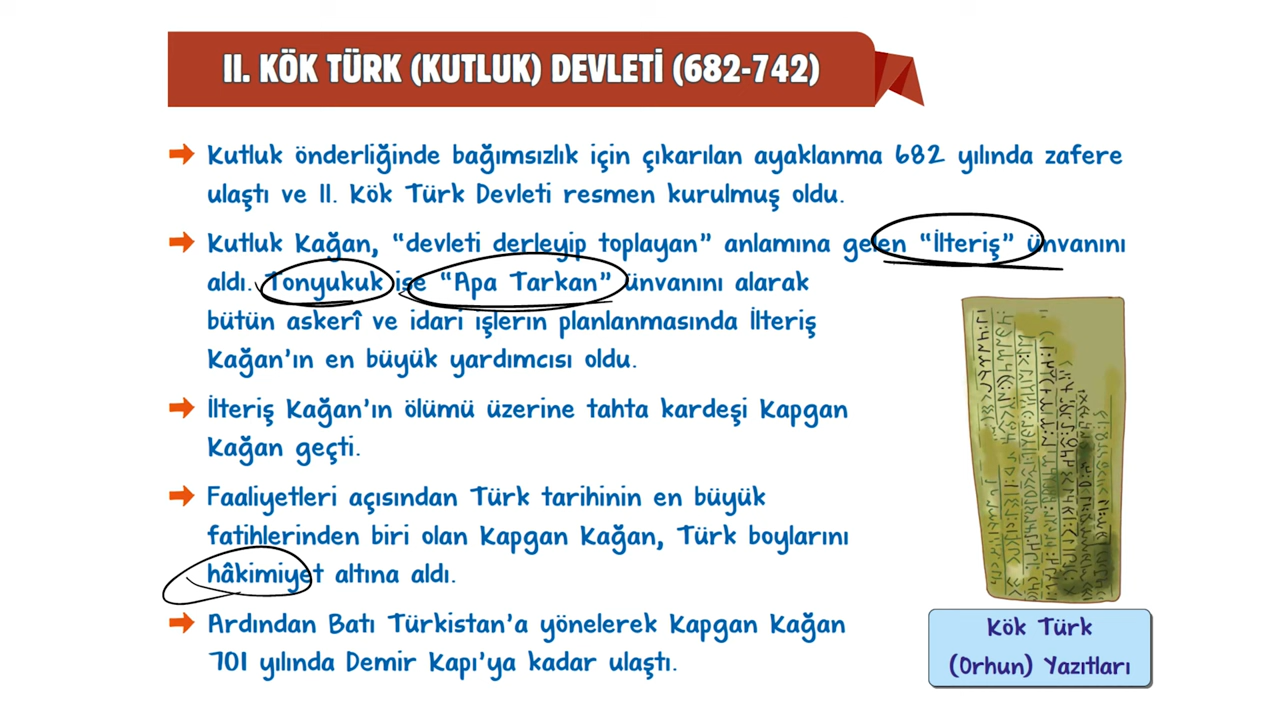 II. KÖK TÜRK (KUTLUK) DEVLETİ (682-742)
Kutluk önderliğinde bağımsızlık için çıkarılan ayaklanma 682 yılında zafere
ulaştı ve II. Kök Türk Devleti resmen kurulmuş oldu.
Kutluk Kağan, “devleti derleyip toplayan” anlamına gelen “İlteriş” ünvanını
aldı. Tonyukuk ise “Apa Tarkan” ünvanını alarak
bütün askerî ve idari işlerin planlanmasında İlteriş
Kağan’ın en büyük yardımcısı oldu.
İlteriş Kağan’ın ölümü üzerine tahta kardeşi Kapgan
Kağan geçti.
Faaliyetleri açısından Türk tarihinin en büyük
fatihlerinden biri olan Kapgan Kağan, Türk boylarını
hâkimiyet altına aldı.
Ardından Batı Türkistan’a yönelerek Kapgan Kağan
701 yılında Demir Kapı’ya kadar ulaştı.
Kök Türk
(Orhun) Yazıtları